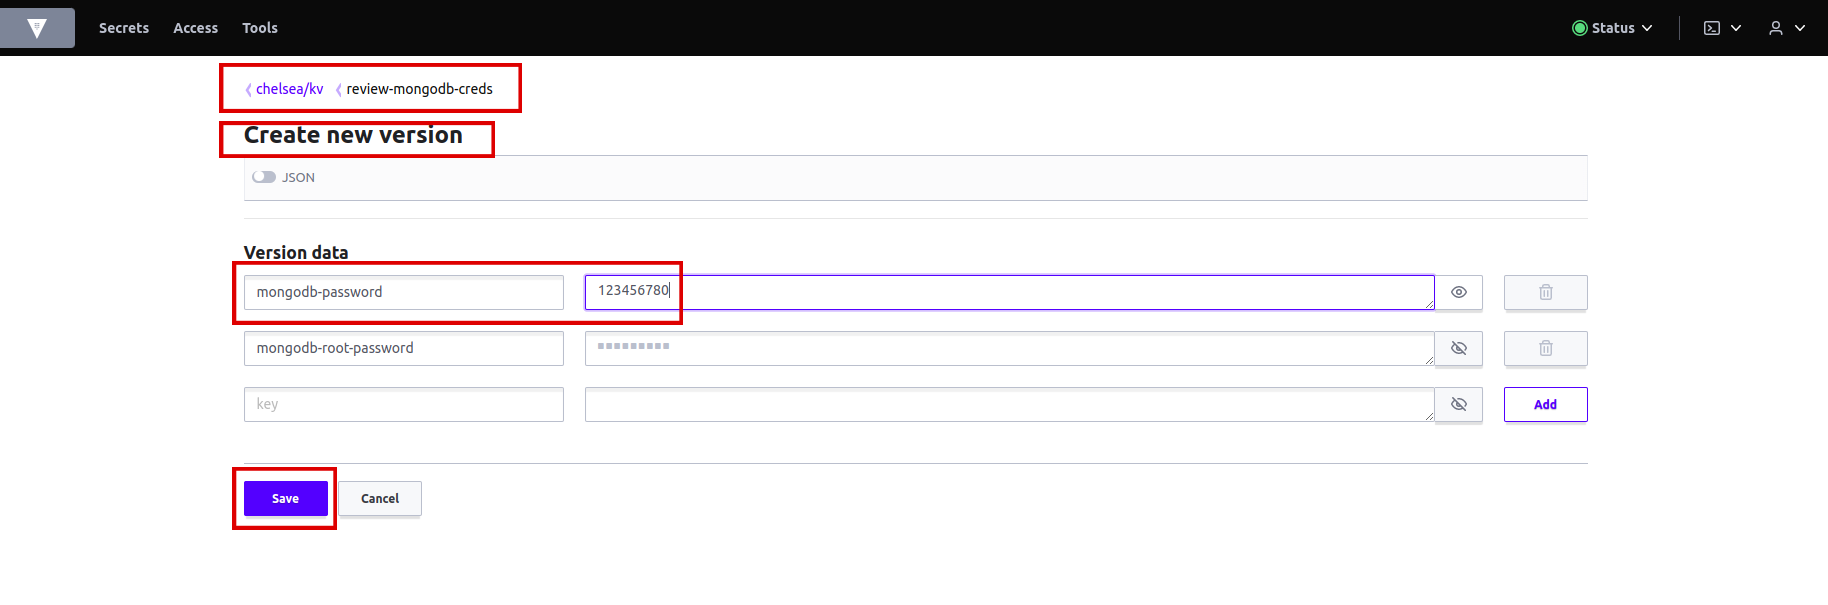 Secrets Access Tools Status
chelsea/kv review-mongodb-creds
Create new version
JSON
Version data
mongodb-password 123456780
mongodb-root-password
key Add
Save Cancel